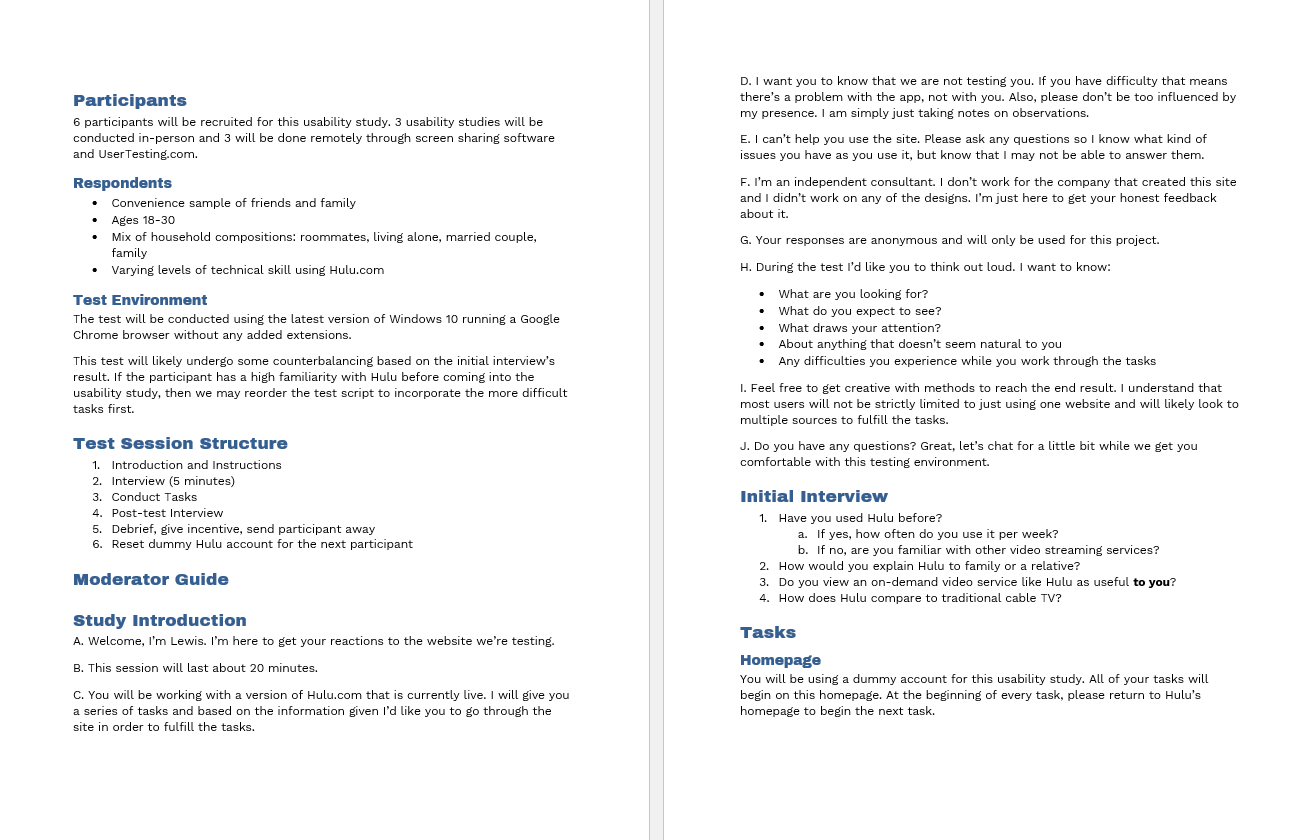 Participants
6 participants will be recruited for this usability study. 3 usability studies will be
conducted in-person and 3 will be done remotely through screen sharing software
and UserTesting.com.
Respondents
• Convenience sample of friends and family
• Ages 18-30
• Mix of household compositions: roommates, living alone, married couple,
family
• Varying levels of technical skill using Hulu.com
Test Environment
The test will be conducted using the latest version of Windows 10 running a Google
Chrome browser without any added extensions.
This test will likely undergo some counterbalancing based on the initial interview’s
result. If the participant has a high familiarity with Hulu before coming into the
usability study, then we may reorder the test script to incorporate the more difficult
tasks first.
Test Session Structure
1. Introduction and Instructions
2. Interview (5 minutes)
3. Conduct Tasks
4. Post-test Interview
5. Debrief, give incentive, send participant away
6. Reset dummy Hulu account for the next participant
Moderator Guide
Study Introduction
A. Welcome, I’m Lewis. I’m here to get your reactions to the website we’re testing.
B. This session will last about 20 minutes.
C. You will be working with a version of Hulu.com that is currently live. I will give you
a series of tasks and based on the information given I’d like you to go through the
site in order to fulfill the tasks.
D. I want you to know that we are not testing you. If you have difficulty that means
there’s a problem with the app, not with you. Also, please don’t be too influenced by
my presence. I am simply just taking notes on observations.
E. I can’t help you use the site. Please ask any questions so I know what kind of
issues you have as you use it, but know that I may not be able to answer them.
F. I’m an independent consultant. I don’t work for the company that created this site
and I didn’t work on any of the designs. I’m just here to get your honest feedback
about it.
G. Your responses are anonymous and will only be used for this project.
H. During the test I’d like you to think out loud. I want to know:
• What are you looking for?
• What do you expect to see?
• What draws your attention?
• About anything that doesn’t seem natural to you
• Any difficulties you experience while you work through the tasks
I. Feel free to get creative with methods to reach the end result. I understand that
most users will not be strictly limited to just using one website and will likely look to
multiple sources to fulfill the tasks.
J. Do you have any questions? Great, let’s chat for a little bit while we get you
comfortable with this testing environment.
Initial Interview
1. Have you used Hulu before?
a. If yes, how often do you use it per week?
b. If no, are you familiar with other video streaming services?
2. How would you explain Hulu to family or a relative?
3. Do you view an on-demand video service like Hulu as useful to you?
4. How does Hulu compare to traditional cable TV?
Tasks
Homepage
You will be using a dummy account for this usability study. All of your tasks will
begin on this homepage. At the beginning of every task, please return to Hulu’s
homepage to begin the next task.